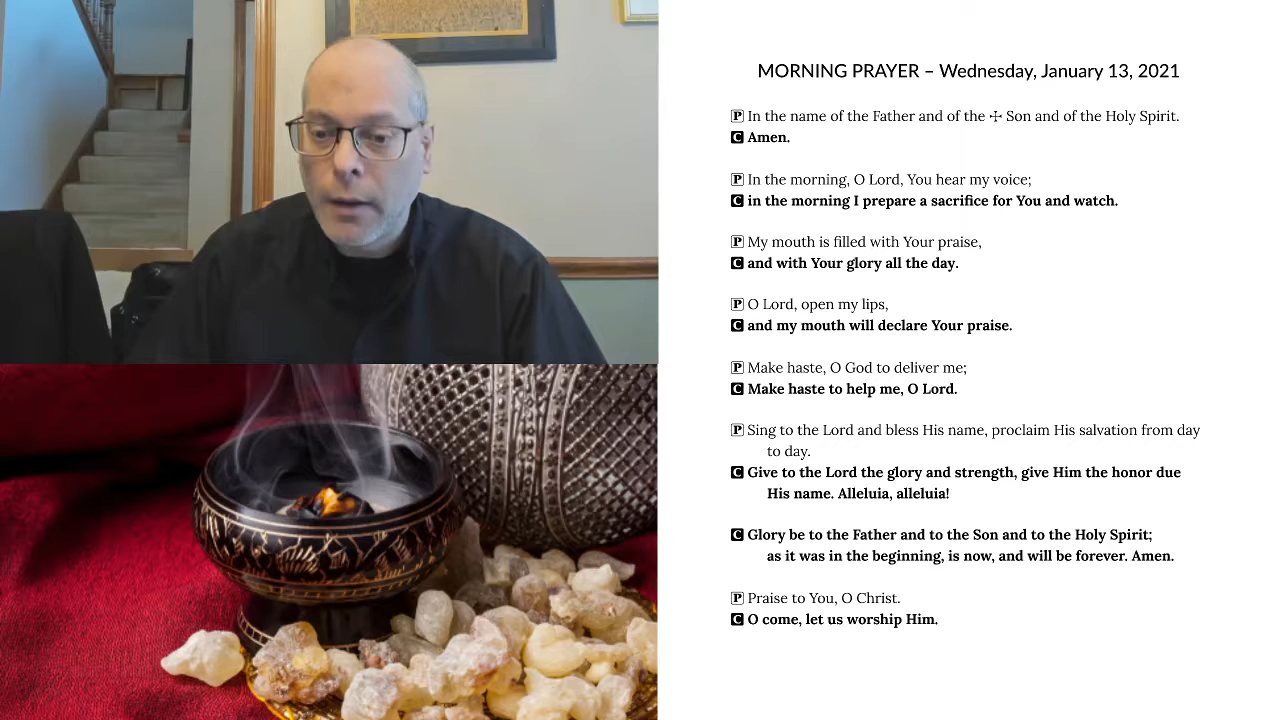 MORNING PRAYER – Wednesday, January 13, 2021
P In the name of the Father and of the ☩ Son and of the Holy Spirit.
C Amen.
P In the morning, O Lord, You hear my voice;
C in the morning I prepare a sacrifice for You and watch.
P My mouth is filled with Your praise,
C and with Your glory all the day.
P O Lord, open my lips,
C and my mouth will declare Your praise.
P Make haste, O God to deliver me;
C Make haste to help me, O Lord.
P Sing to the Lord and bless His name, proclaim His salvation from day
to day.
C Give to the Lord the glory and strength, give Him the honor due
His name. Alleluia, alleluia!
C Glory be to the Father and to the Son and to the Holy Spirit;
as it was in the beginning, is now, and will be forever. Amen.
P Praise to You, O Christ.
C O come, let us worship Him.